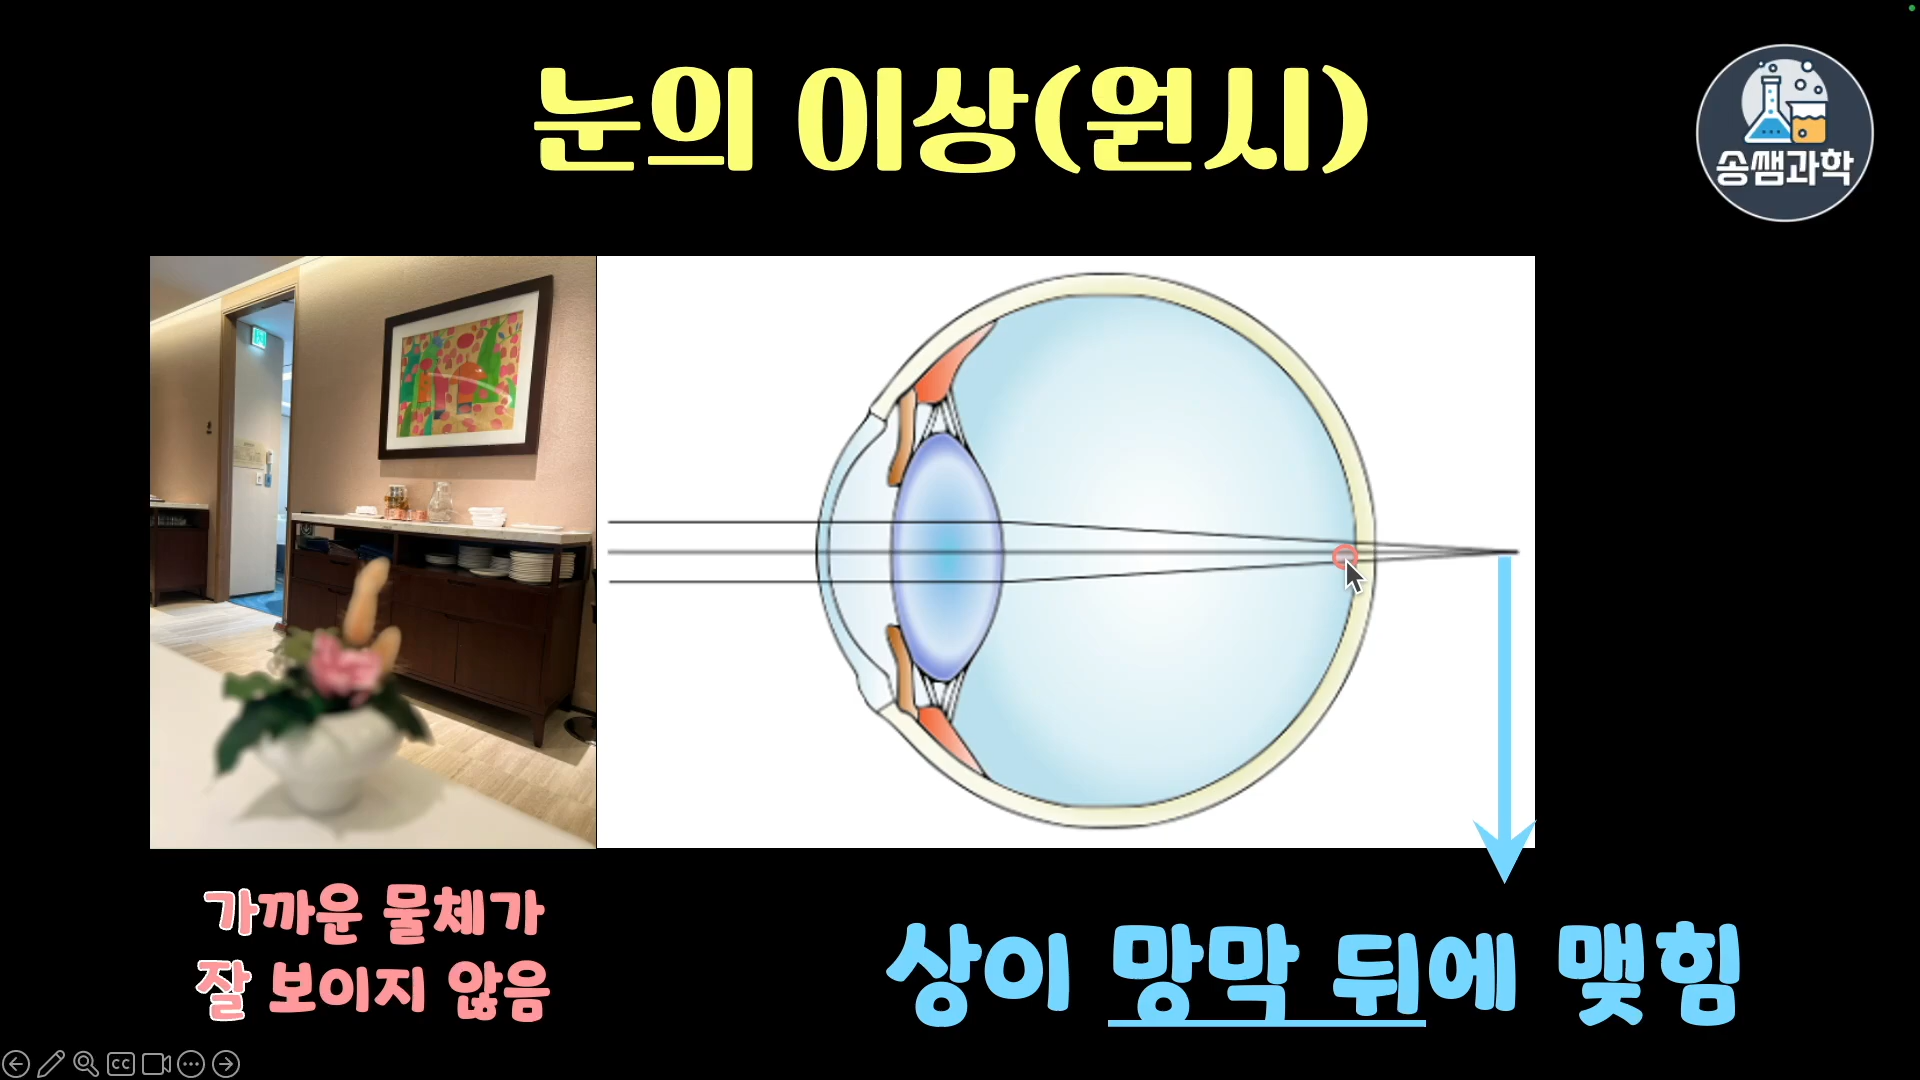 눈의 이상(원시)
송쌤과학
가까운 물체가
잘 보이지 않음
상이 망막 뒤에 맺힘
CC